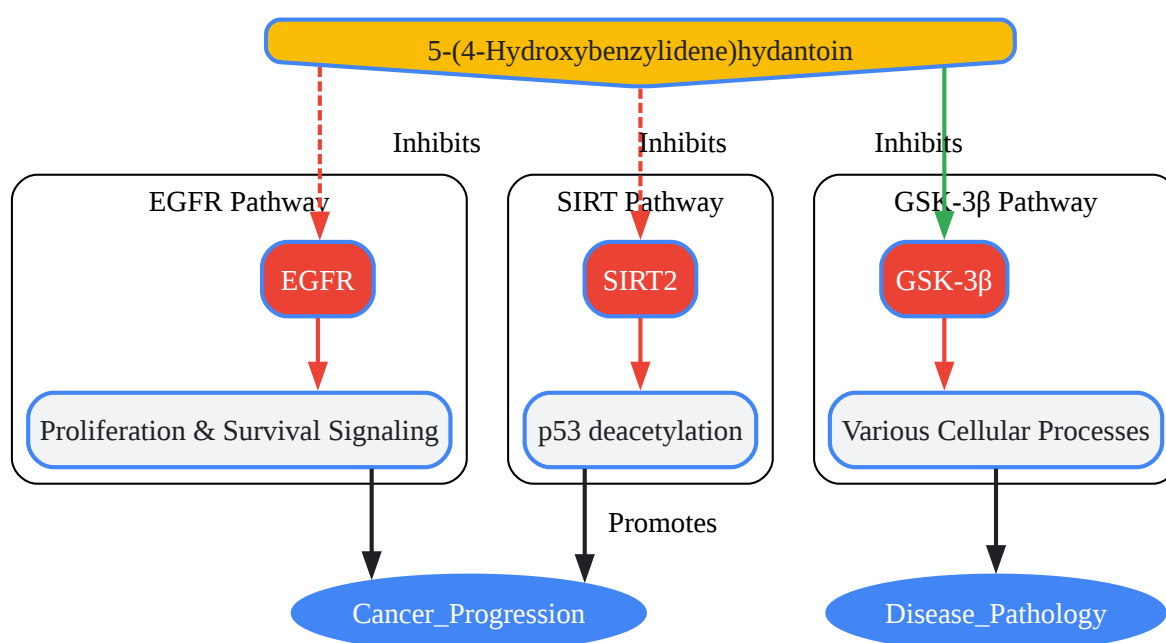 5-(4-Hydroxybenzylidene)hydantoin
Inhibits
Inhibits
Inhibits
EGFR Pathway
SIRT Pathway
GSK-3β Pathway
EGFR
SIRT2
GSK-3β
Proliferation & Survival Signaling
p53 deacetylation
Various Cellular Processes
Promotes
Cancer_Progression
Disease_Pathology